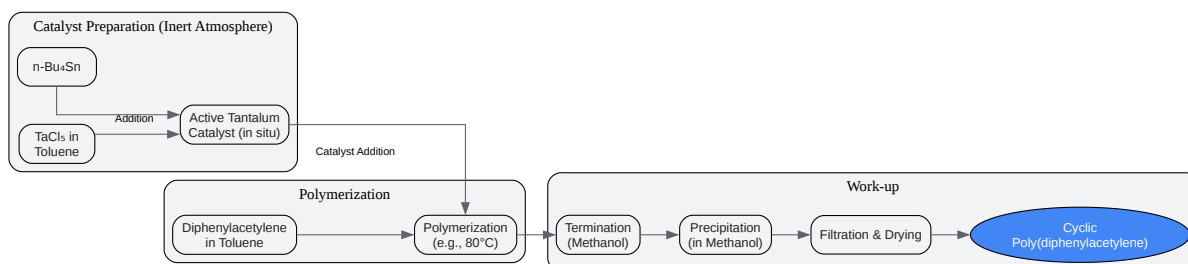 Catalyst Preparation (Inert Atmosphere)
n-Bu₄Sn
Addition
TaCl₅ in
Toluene
Active Tantalum
Catalyst (in situ)
Catalyst Addition
Polymerization
Diphenylacetylene
in Toluene
Polymerization
(e.g., 80°C)
Work-up
Termination
(Methanol)
Precipitation
(in Methanol)
Filtration & Drying
Cyclic
Poly(diphenylacetylene)